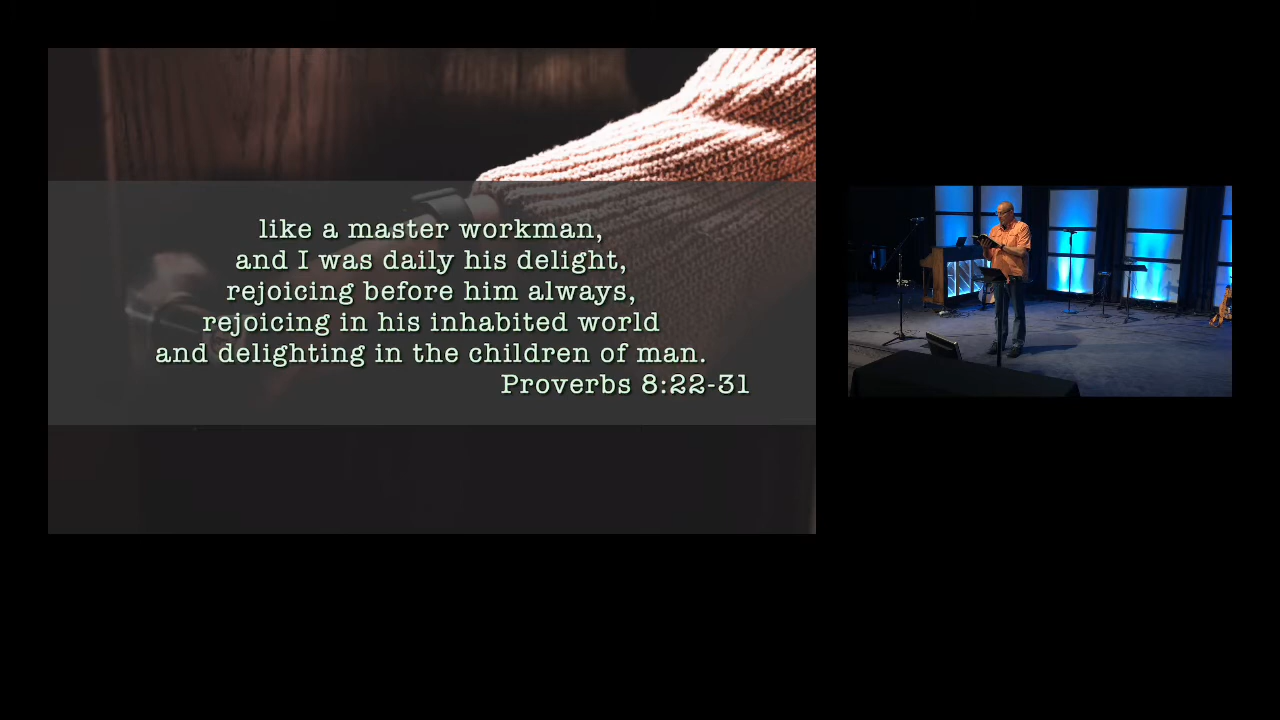 like a master workman,
and I was daily his delight,
rejoicing before him always,
rejoicing in his inhabited world
and delighting in the children of man.
Proverbs 8:22-31